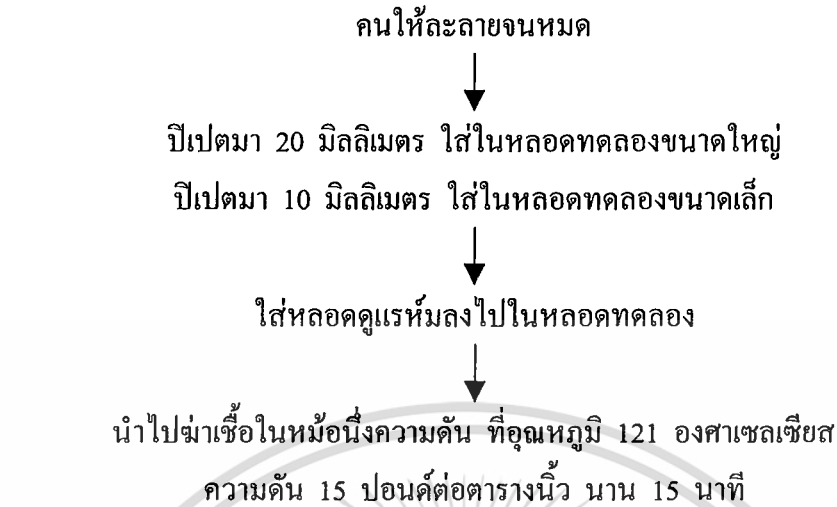 คนให้ละลายจนหมด
ปีเปตมา 20 มิลลิเมตร ใส่ในหลอดทดลองขนาดใหญ่
ปีเปตมา 10 มิลลิเมตร ใส่ในหลอดทดลองขนาดเล็ก
ใส่หลอดดูแรห์มลงไปในหลอดทดลอง
นำไปฆ่าเชื้อในหม้อนึ่งความดัน ที่อุณหภูมิ 121 องศาเซลเซียส
ความดัน 15 ปอนด์ต่อตารางนิ้ว นาน 15 นาที